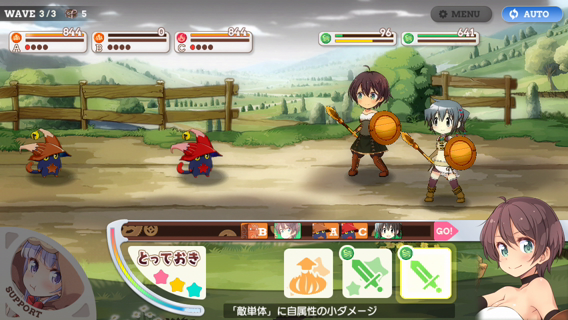 WAVE 3/3 5
MENU
AUTO
844 0 844 96 641
A B C
B A C GO!
とっておき
SUPPORT
「敵単体」に自属性の小ダメージ